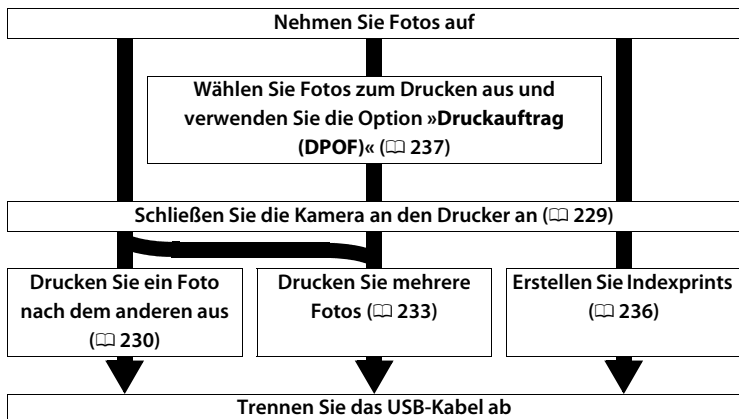 Nehmen Sie Fotos auf
Wählen Sie Fotos zum Drucken aus und
verwenden Sie die Option »Druckauftrag
(DPOF)« (🕮 237)
Schließen Sie die Kamera an den Drucker an (🕮 229)
Drucken Sie ein Foto
nach dem anderen aus
(🕮 230)
Drucken Sie mehrere
Fotos (🕮 233)
Erstellen Sie Indexprints
(🕮 236)
Trennen Sie das USB-Kabel ab